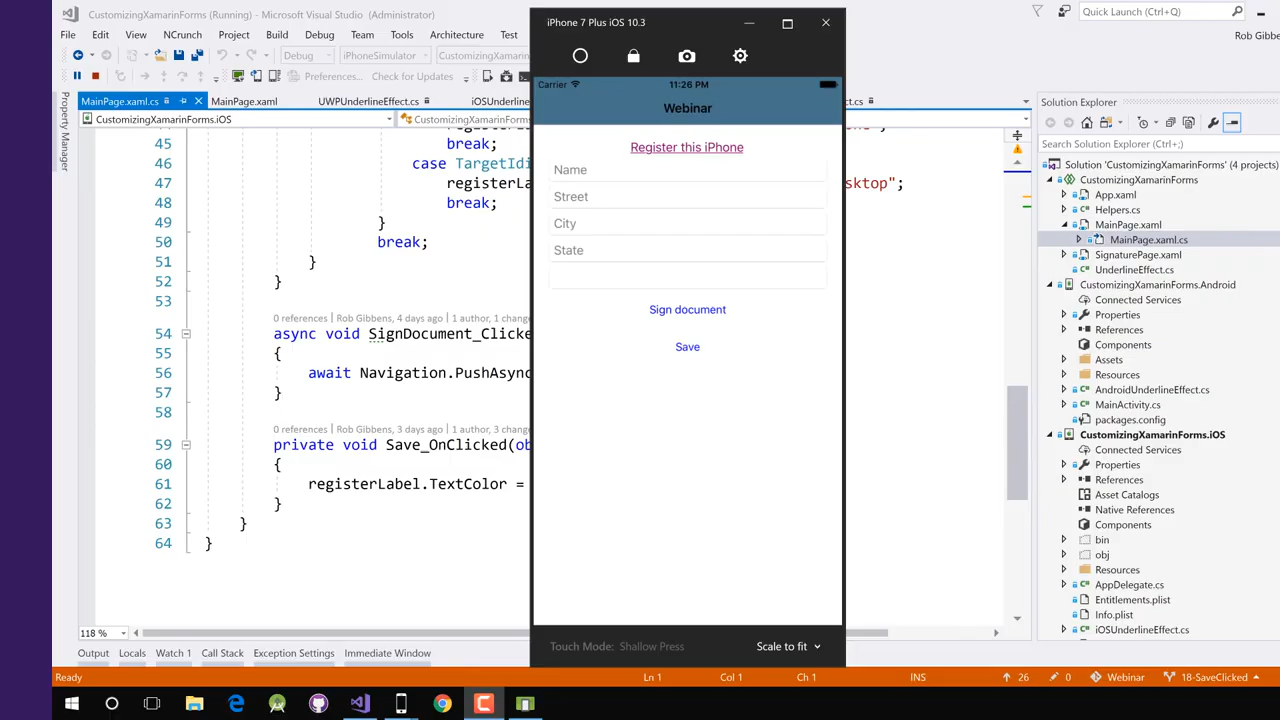 CustomizingXamarinForms (Running) - Microsoft Visual Studio (Administrator)
Quick Launch (Ctrl+Q)
File Edit View NCrunch Project Build Debug Team Tools Architecture Test
Rob Gibbens
Debug iPhoneSimulator CustomizingXamarinForms
Preferences... Check for Updates
MainPage.xaml.cs MainPage.xaml UWPUnderlineEffect.cs iOSUnderline
CustomizingXamarinForms.iOS
Property Manager
45 break;
46 case TargetIdi
47 registerLa sktop";
48 break;
49 }
50 break;
51 }
52 }
53
0 references | Rob Gibbens, 4 days ago | 1 author, 1 change
54 async void SignDocument_Clicke
55 {
56 await Navigation.PushAsync
57 }
58
0 references | Rob Gibbens, 3 days ago | 1 author, 3 change
59 private void Save_OnClicked(ob
60 {
61 registerLabel.TextColor =
62 }
63 }
64 }
118 %
Output Locals Watch 1 Call Stack Exception Settings Immediate Window
iPhone 7 Plus iOS 10.3
Carrier 11:26 PM
Webinar
Register this iPhone
Name
Street
City
State
Sign document
Save
Touch Mode: Shallow Press Scale to fit
Solution Explorer
Search Solution Explorer (Ctrl+;)
Solution 'CustomizingXamarinForms' (4 projects)
CustomizingXamarinForms
App.xaml
Helpers.cs
MainPage.xaml
MainPage.xaml.cs
SignaturePage.xaml
UnderlineEffect.cs
CustomizingXamarinForms.Android
Connected Services
Properties
References
Components
Assets
Resources
AndroidUnderlineEffect.cs
MainActivity.cs
packages.config
CustomizingXamarinForms.iOS
Connected Services
Properties
References
Asset Catalogs
Native References
Components
bin
obj
Resources
AppDelegate.cs
Entitlements.plist
Info.plist
iOSUnderlineEffect.cs
Ready Ln 1 Col 1 Ch 1 INS 26 0 Webinar 18-SaveClicked